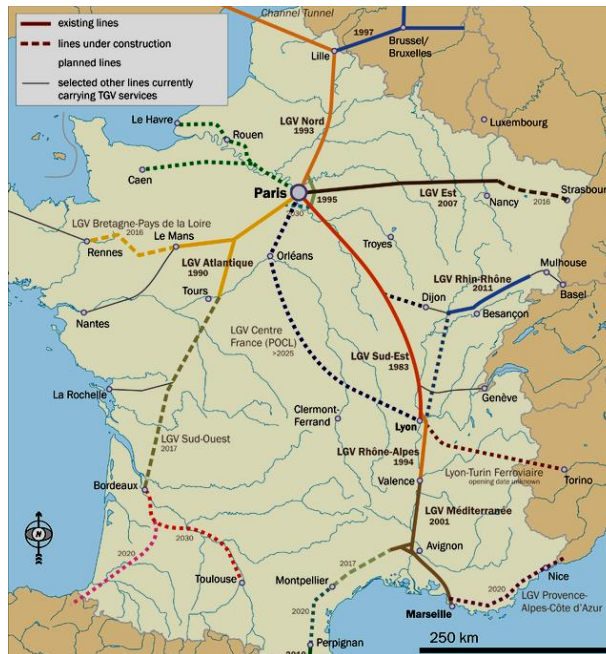 existing lines
lines under construction
planned lines
selected other lines currently
carrying TGV services
Channel Tunnel
1997
Brussel/
Bruxelles
Lille
Luxembourg
LGV Nord
1993
Le Havre
Rouen
Caen
Paris
1995
LGV Est
2007
Nancy
2016
Strasbourg
LGV Bretagne-Pays de la Loire
2016
Le Mans
Rennes
LGV Atlantique
1990
Tours
Orléans
Troyes
Nantes
LGV Rhin-Rhône
2011
Mulhouse
Basel
Dijon
Besançon
LGV Centre
France (POCL)
>2025
LGV Sud-Est
1983
Genève
La Rochelle
Clermont-
Ferrand
Lyon
LGV Sud-Ouest
2017
LGV Rhône-Alpes
1994
Lyon-Turin Ferroviaire
opening date unknown
Torino
Valence
Bordeaux
LGV Méditerranée
2001
N
2020
2030
Toulouse
Avignon
2017
Montpellier
2020
Perpignan
Marseille
2020
Nice
LGV Provence-
Alpes-Côte d'Azur
250 km